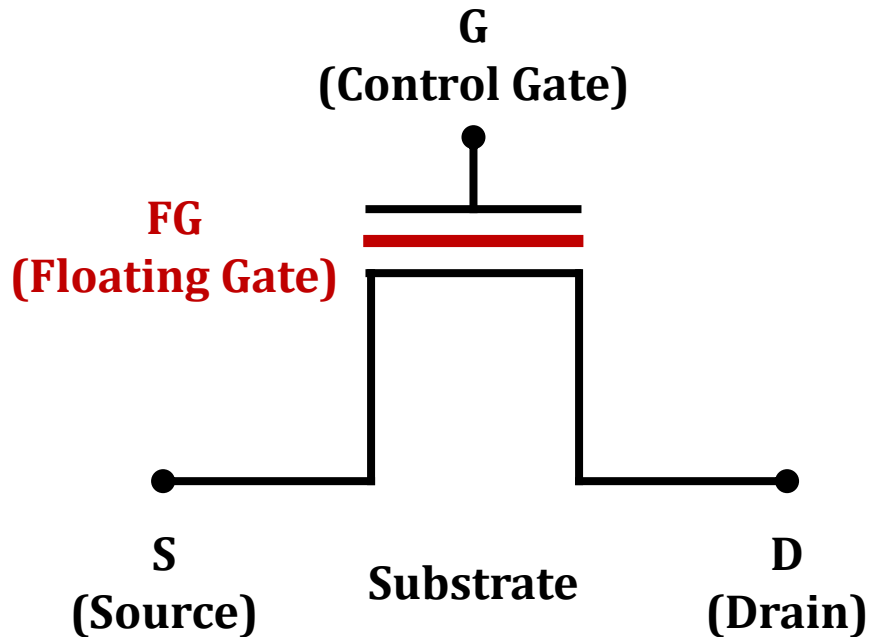 G
(Control Gate)
FG
(Floating Gate)
S
(Source)
Substrate
D
(Drain)